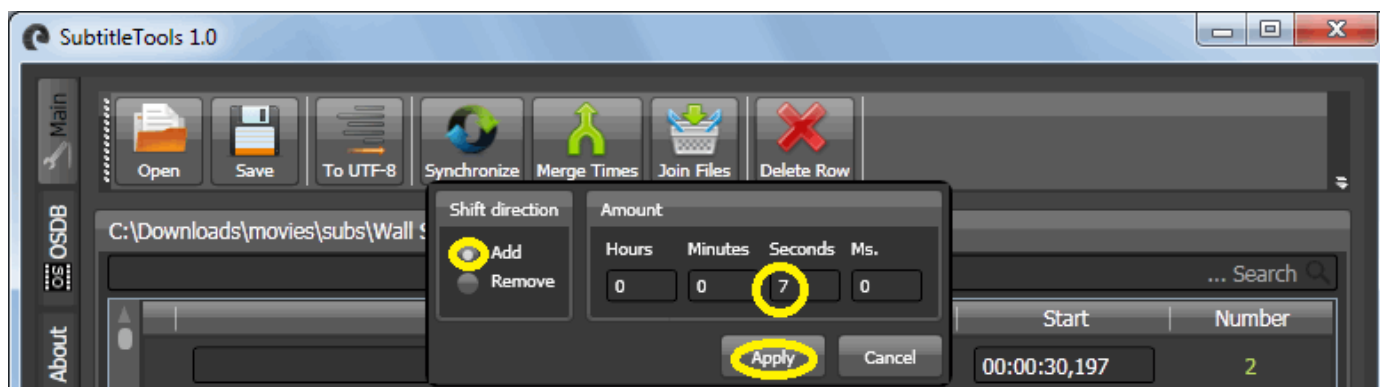 SubtitleTools 1.0
X
Main
Open
Save
To UTF-8
Synchronize
Merge Times
Join Files
Delete Row
OSDB
C:\Downloads\movies\subs\Wall
Shift direction
Add
Remove
Amount
Hours Minutes Seconds Ms.
0 0 7 0
Apply Cancel
... Search
Start Number
00:00:30,197 2
About